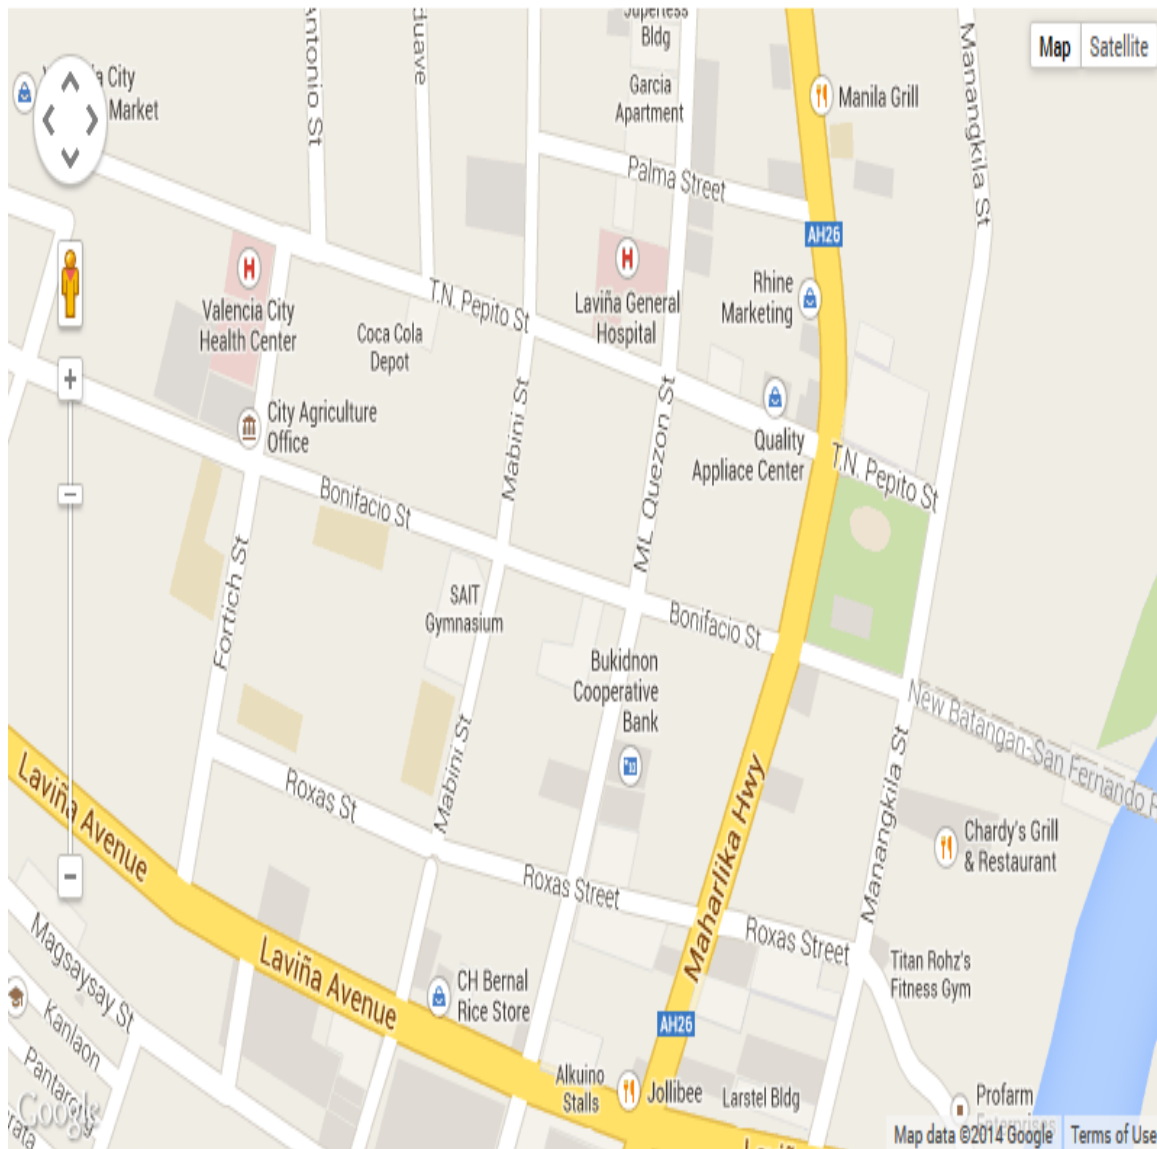 Bldg
Map
Satellite
Antonio St
Manangkila St
City
Market
Garcia
Apartment
Manila Grill
Palma Street
AH26
Valencia City
Health Center
T.N. Pepito St
Coca Cola
Depot
Laviña General
Hospital
Rhine
Marketing
City Agriculture
Office
Mabini St
ML Quezon St
Quality
Appliace Center
T.N. Pepito St
Bonifacio St
Fortich St
SAIT
Gymnasium
Bonifacio St
Bukidnon
Cooperative
Bank
New Batangan-San Fernando
Laviña Avenue
Roxas St
Mabini St
Maharlika Hwy
Manangkila St
Chardy's Grill
& Restaurant
Roxas Street
Roxas Street
Magsaysay St
Laviña Avenue
CH Bernal
Rice Store
Titan Rohz's
Fitness Gym
Kanlaon
AH26
Alkuino
Stalls
Jollibee
Larstel Bldg
Profarm
Enterprises
Google
Map data ©2014 Google
Terms of Use